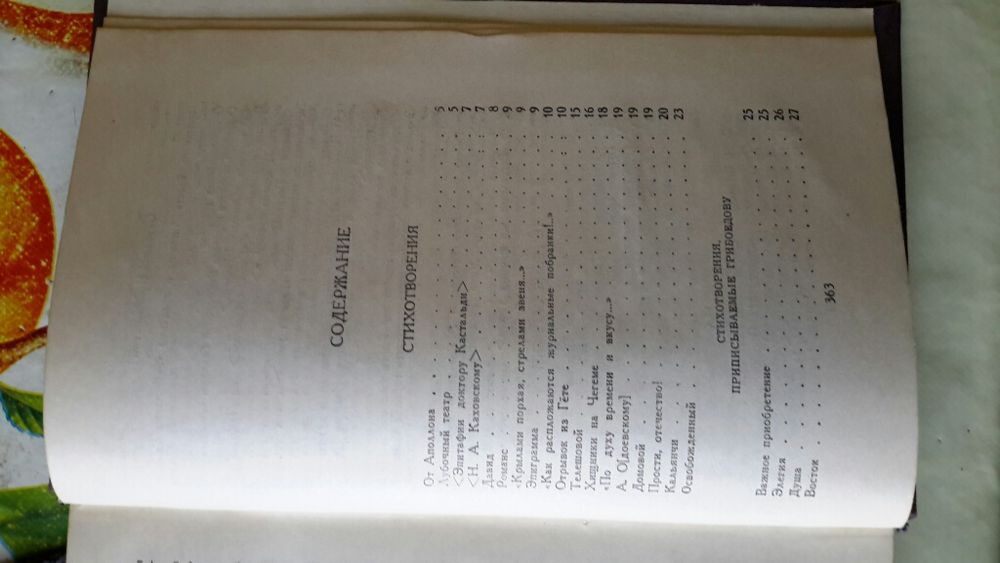 СОДЕРЖАНИЕ
СТИХОТВОРЕНИЯ
От Аполлона . . . . . . . . . . . . . . . 5
Лубочный театр . . . . . . . . . . . . . . 5
<Эпитафии доктору Кастальди> . . . . . . . . 7
<Н. А. Каховскому> . . . . . . . . . . . . 7
Давид . . . . . . . . . . . . . . . . . . 8
Романс . . . . . . . . . . . . . . . . . 9
«Крылами порхая, стрелами звеня...» . . . . . 9
Эпиграмма . . . . . . . . . . . . . . . . 9
«Как распложаются журнальные побранки!..» . . . 10
Отрывок из Гёте . . . . . . . . . . . . . 10
Телешовой . . . . . . . . . . . . . . . . 15
Хищники на Чегеме . . . . . . . . . . . . 16
«По духу времени и вкусу...» . . . . . . . . 18
А. О[доевскому] . . . . . . . . . . . . . 19
Домовой . . . . . . . . . . . . . . . . . 19
Прости, отечество! . . . . . . . . . . . . 19
Кальянчи . . . . . . . . . . . . . . . . 20
Освобожденный . . . . . . . . . . . . . . 23
СТИХОТВОРЕНИЯ,
ПРИПИСЫВАЕМЫЕ ГРИБОЕДОВУ
Важное приобретение . . . . . . . . . . . 25
Элегия . . . . . . . . . . . . . . . . . 25
Душа . . . . . . . . . . . . . . . . . . 26
Восток . . . . . . . . . . . . . . . . . 27
363